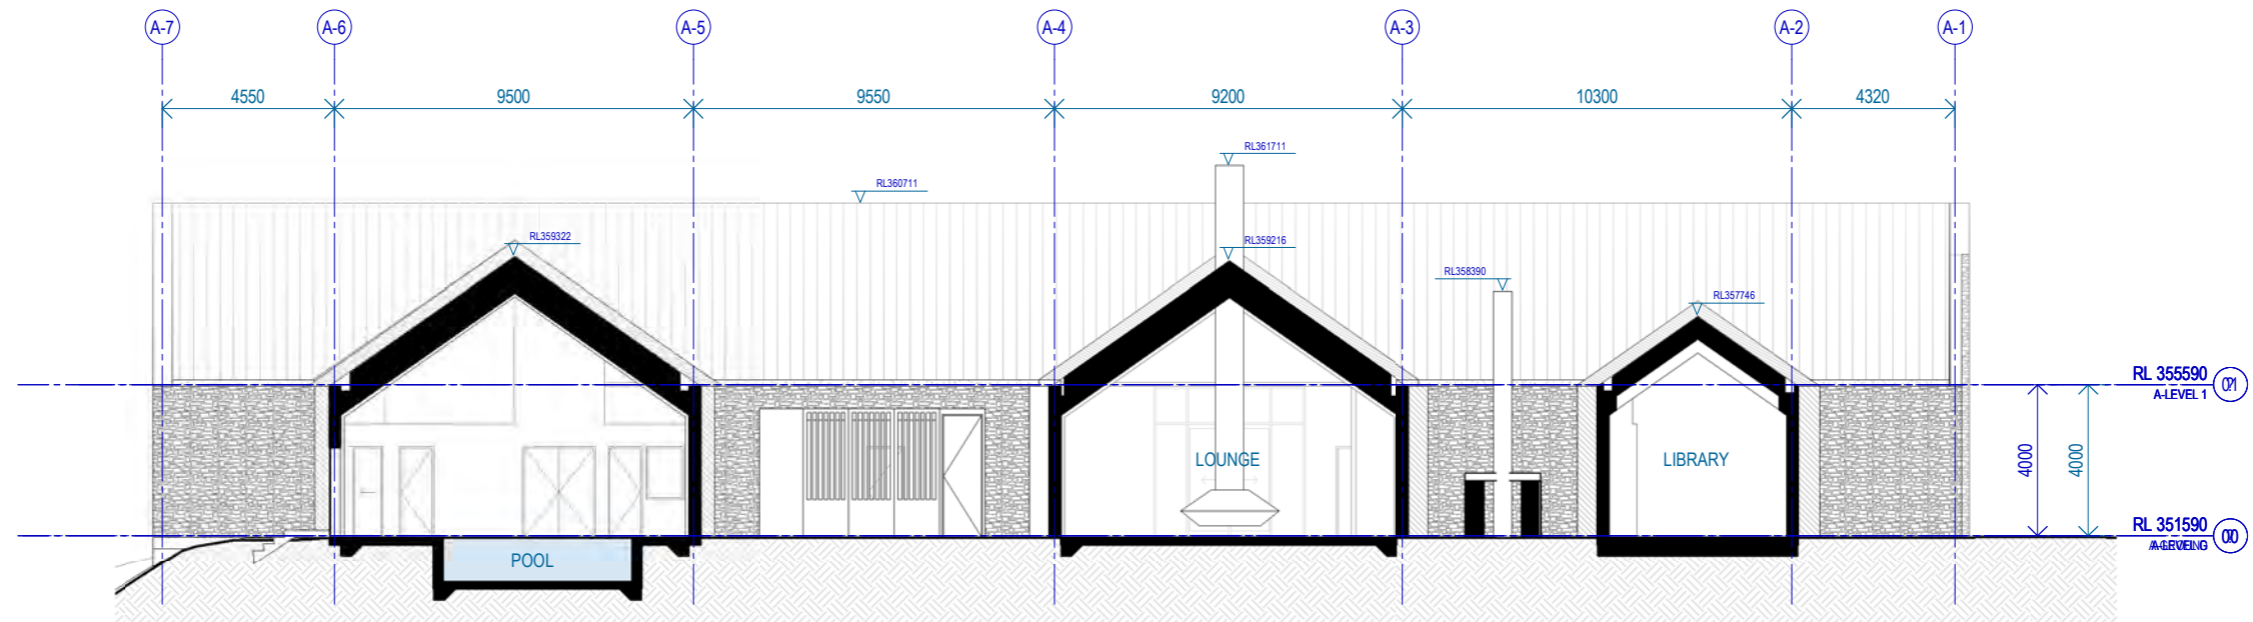 A-7 A-6 A-5 A-4 A-3 A-2 A-1
4550 9500 9550 9200 10300 4320
RL361711
RL360711
RL359322
RL359216
RL358390
RL357746
RL 355590
A-LEVEL 1
4000 4000
LOUNGE LIBRARY
RL 351590
POOL